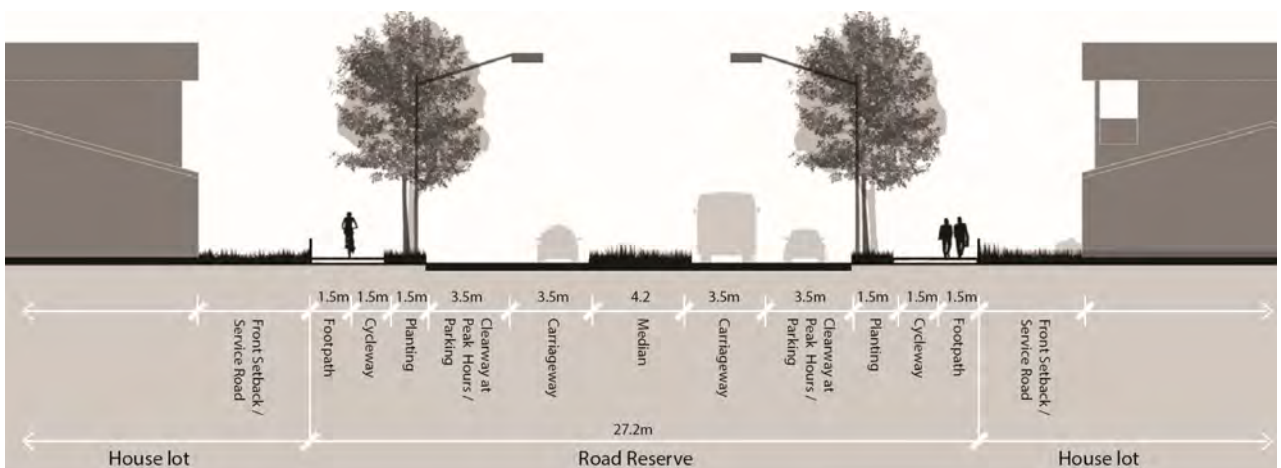 1.5m 1.5m 1.5m 3.5m 3.5m 4.2 3.5m 3.5m 1.5m 1.5m 1.5m
Front Setback /
Service Road
Footpath
Cycleway
Planting
Clearway at
Peak Hours /
Parking
Carriageway
Median
Carriageway
Clearway at
Peak Hours /
Parking
Planting
Cycleway
Footpath
Front Setback /
Service Road
27.2m
House lot Road Reserve House lot